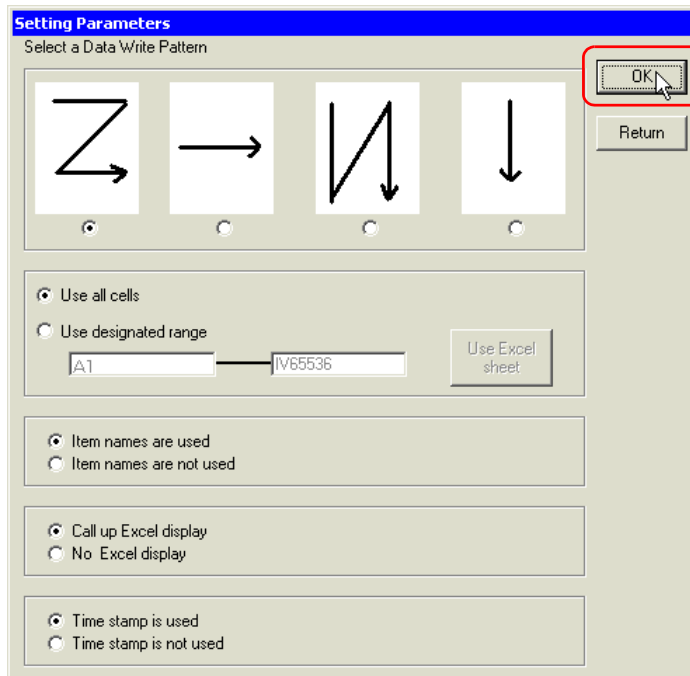 Setting Parameters
Select a Data Write Pattern
OK
Return
Use all cells
Use designated range
A1
IV65536
Use Excel
sheet
Item names are used
Item names are not used
Call up Excel display
No Excel display
Time stamp is used
Time stamp is not used